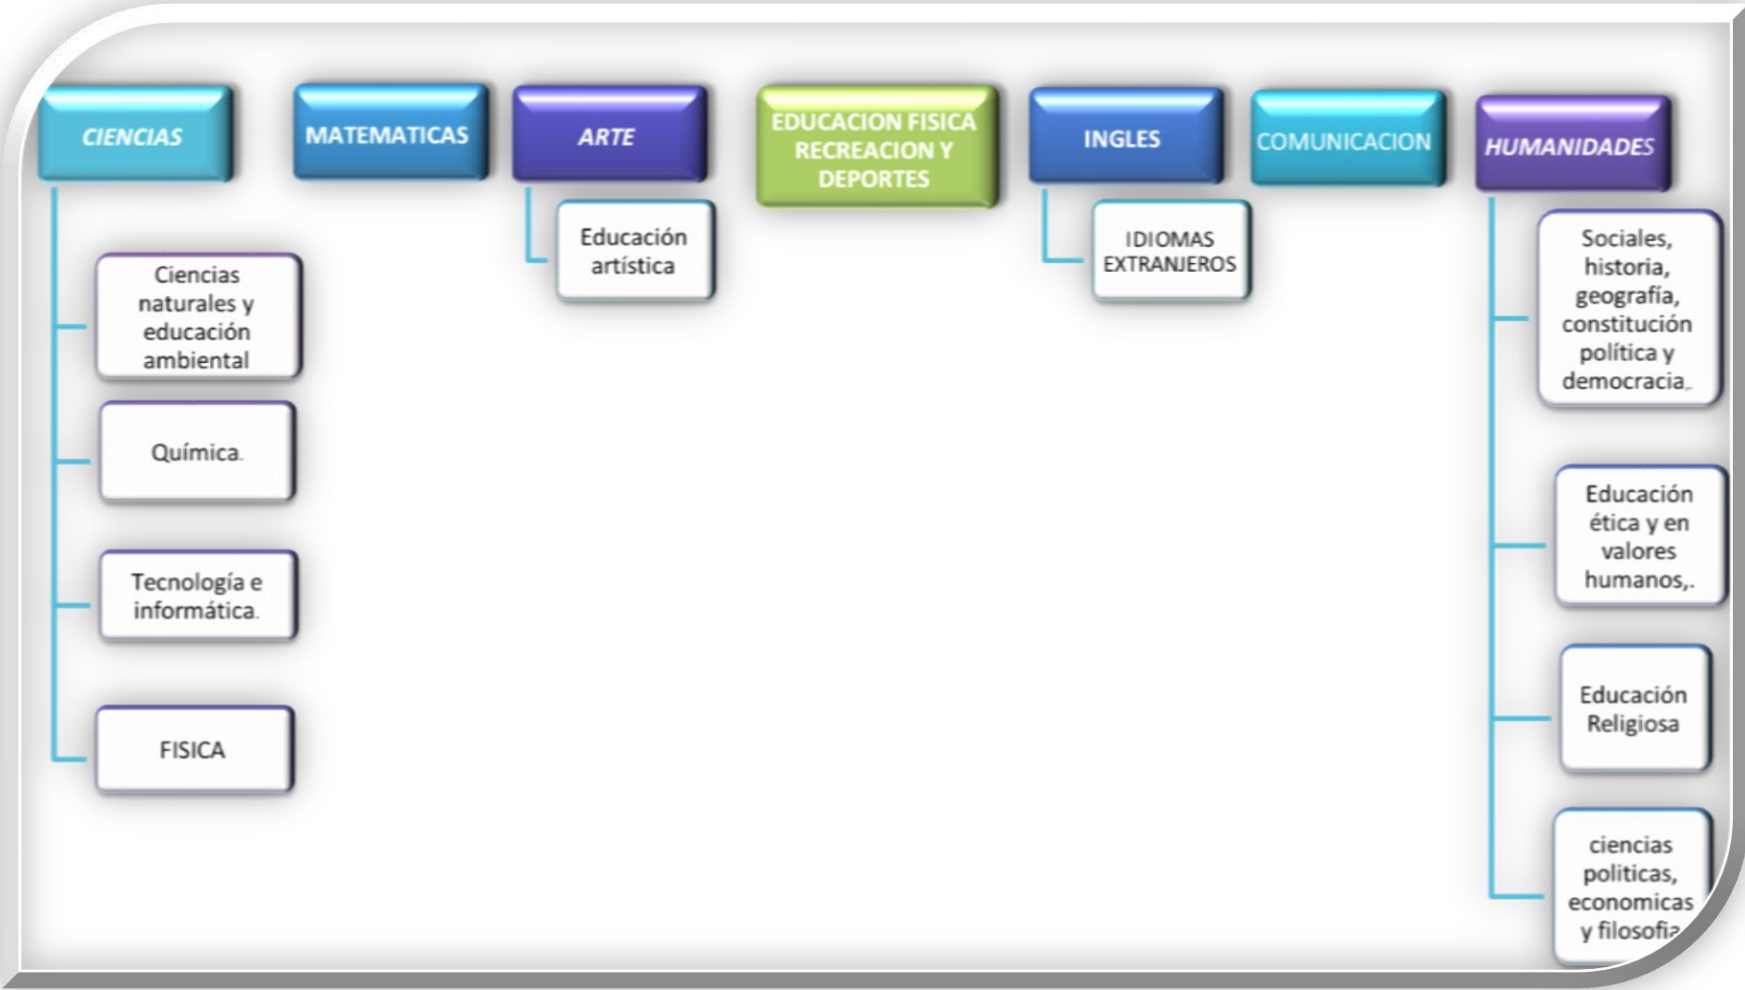 CIENCIAS
MATEMATICAS
ARTE
EDUCACION FISICA
RECREACION Y
DEPORTES
INGLES
COMUNICACION
HUMANIDADES
Ciencias
naturales y
educación
ambiental
Química.
Tecnología e
informática.
FISICA
Educación
artística
IDIOMAS
EXTRANJEROS
Sociales,
historia,
geografía,
constitución
política y
democracia,.
Educación
ética y en
valores
humanos,.
Educación
Religiosa
ciencias
politicas,
economicas
y filosofia